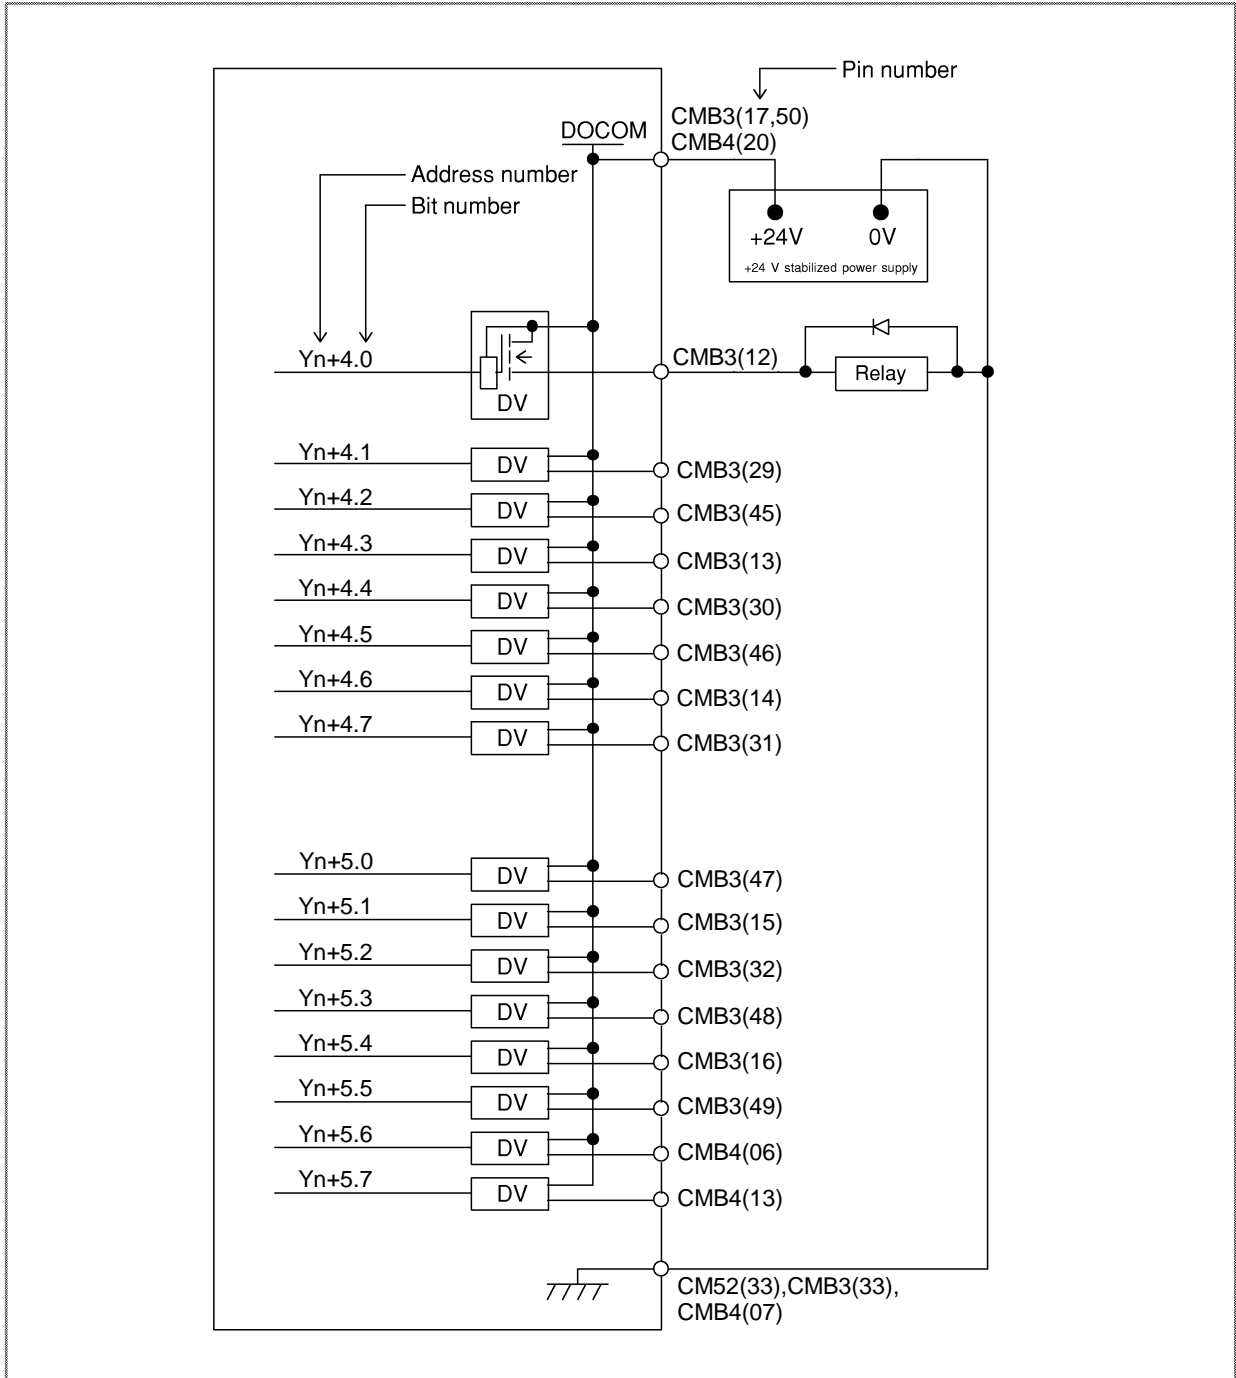 Pin number
CMB3(17,50)
CMB4(20)
DOCOM
Address number
Bit number
+24V 0V
+24 V stabilized power supply
Yn+4.0
DV
CMB3(12)
Relay
Yn+4.1 DV CMB3(29)
Yn+4.2 DV CMB3(45)
Yn+4.3 DV CMB3(13)
Yn+4.4 DV CMB3(30)
Yn+4.5 DV CMB3(46)
Yn+4.6 DV CMB3(14)
Yn+4.7 DV CMB3(31)
Yn+5.0 DV CMB3(47)
Yn+5.1 DV CMB3(15)
Yn+5.2 DV CMB3(32)
Yn+5.3 DV CMB3(48)
Yn+5.4 DV CMB3(16)
Yn+5.5 DV CMB3(49)
Yn+5.6 DV CMB4(06)
Yn+5.7 DV CMB4(13)
CM52(33),CMB3(33),
CMB4(07)